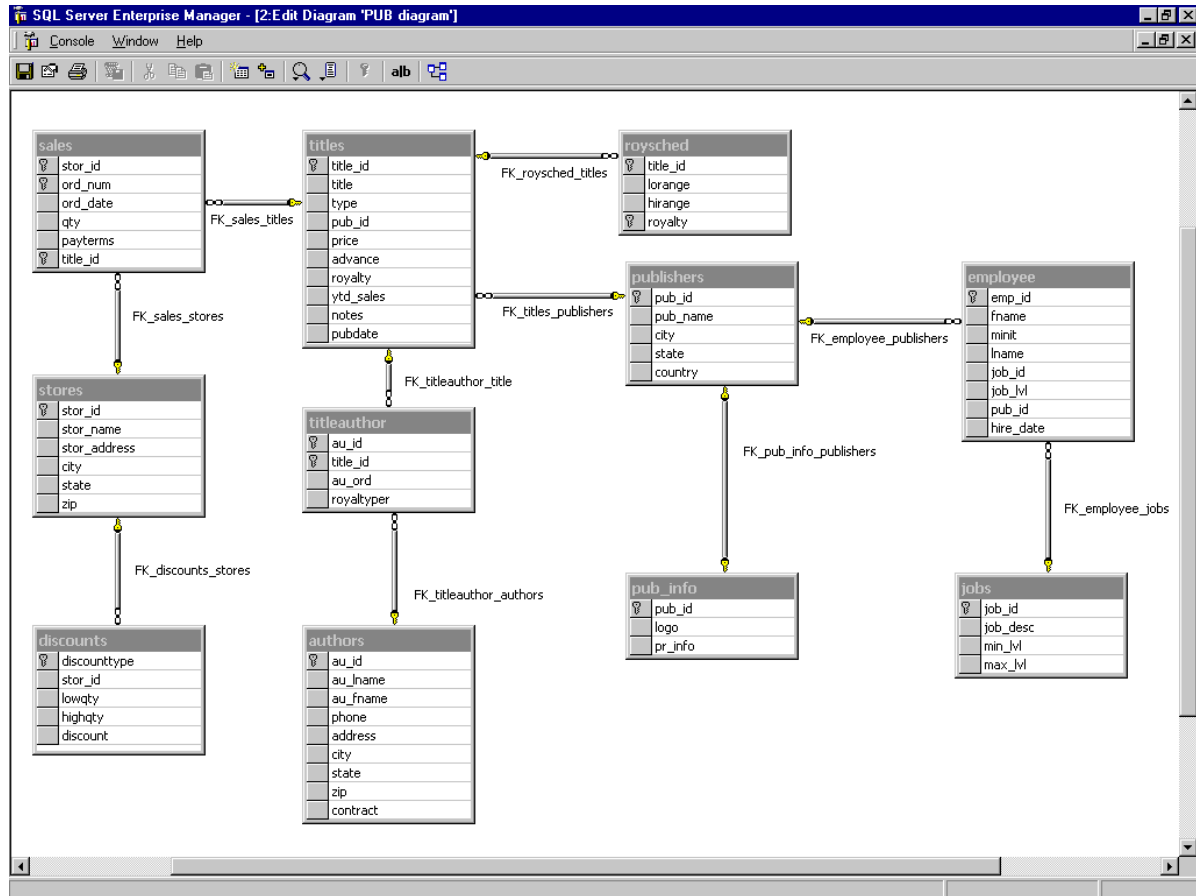 SQL Server Enterprise Manager - [2:Edit Diagram 'PUB diagram']
Console Window Help
a|b
sales
stor_id
ord_num
ord_date
qty
payterms
title_id
FK_sales_titles
titles
title_id
title
type
pub_id
price
advance
royalty
ytd_sales
notes
pubdate
FK_roysched_titles
roysched
title_id
lorange
hirange
royalty
FK_titles_publishers
publishers
pub_id
pub_name
city
state
country
FK_employee_publishers
employee
emp_id
fname
minit
lname
job_id
job_lvl
pub_id
hire_date
FK_sales_stores
stores
stor_id
stor_name
stor_address
city
state
zip
FK_titleauthor_title
titleauthor
au_id
title_id
au_ord
royaltyper
FK_pub_info_publishers
FK_employee_jobs
FK_discounts_stores
discounts
discounttype
stor_id
lowqty
highqty
discount
FK_titleauthor_authors
authors
au_id
au_lname
au_fname
phone
address
city
state
zip
contract
pub_info
pub_id
logo
pr_info
jobs
job_id
job_desc
min_lvl
max_lvl